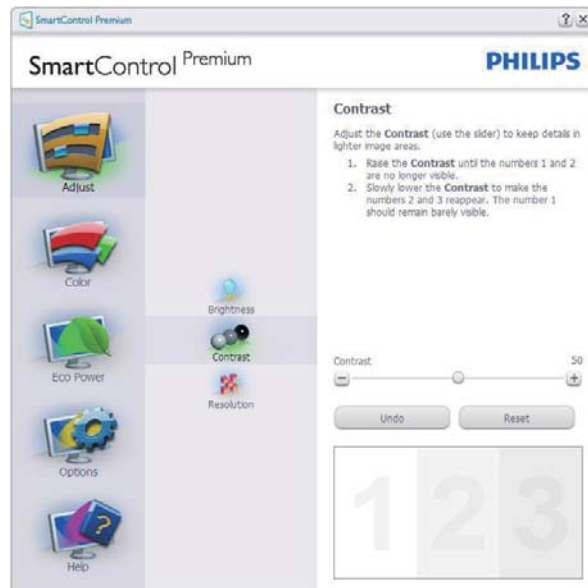 SmartControl Premium
? X
SmartControl Premium
PHILIPS
Adjust
Color
Eco Power
Options
Help
Brightness
Contrast
Resolution
Contrast
Adjust the Contrast (use the slider) to keep details in
lighter image areas.
1. Raise the Contrast until the numbers 1 and 2
are no longer visible.
2. Slowly lower the Contrast to make the
numbers 2 and 3 reappear. The number 1
should remain barely visible.
Contrast 50
Undo Reset
1 2 3